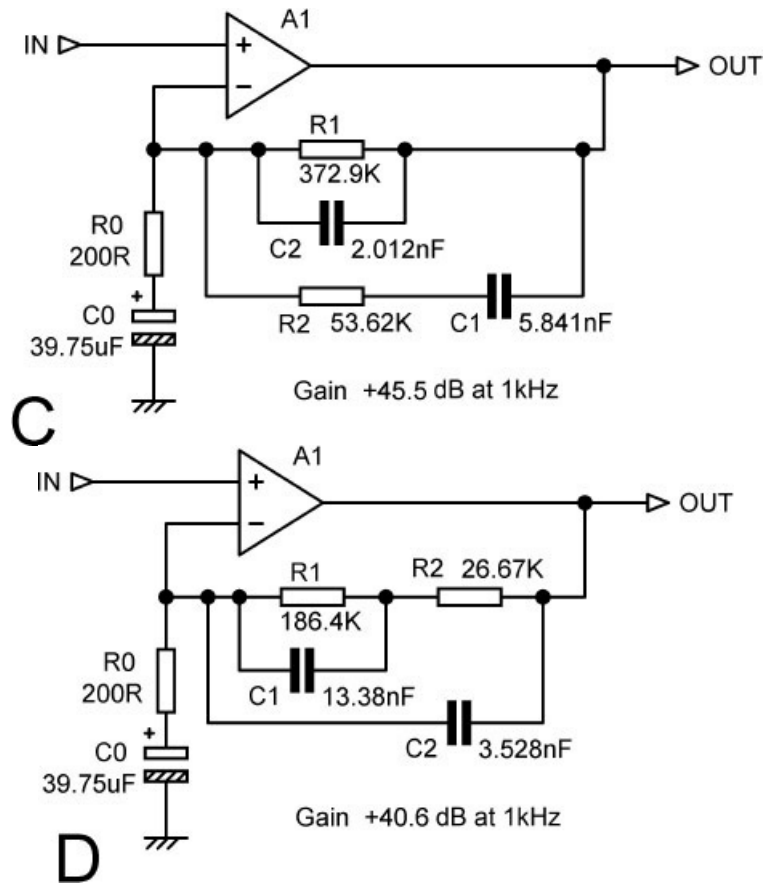 A1
IN
+
−
OUT
R1
372.9K
R0
200R
C2 2.012nF
+
C0
39.75uF
R2 53.62K C1 5.841nF
Gain +45.5 dB at 1kHz
C
A1
IN
+
−
OUT
R1
186.4K
R2 26.67K
R0
200R
C1 13.38nF
+
C0
39.75uF
C2 3.528nF
Gain +40.6 dB at 1kHz
D